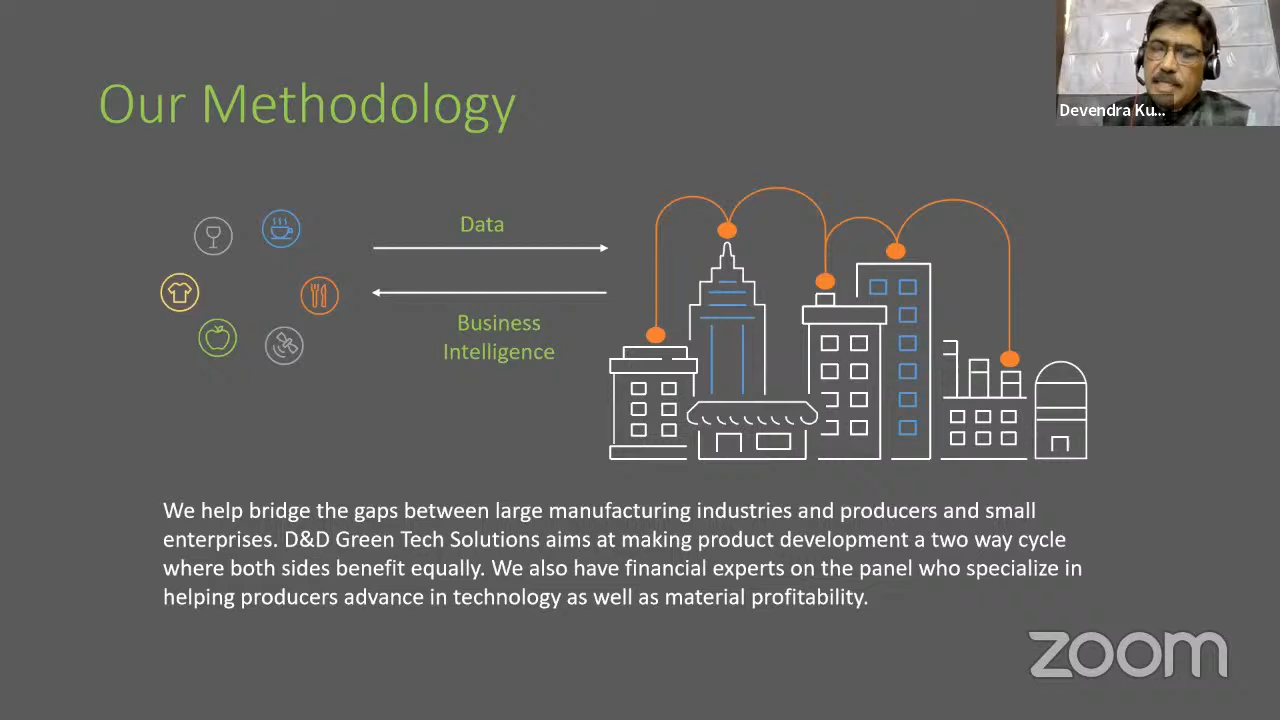 Our Methodology
Devendra Ku...
Data
Business
Intelligence
We help bridge the gaps between large manufacturing industries and producers and small
enterprises. D&D Green Tech Solutions aims at making product development a two way cycle
where both sides benefit equally. We also have financial experts on the panel who specialize in
helping producers advance in technology as well as material profitability.
zoom